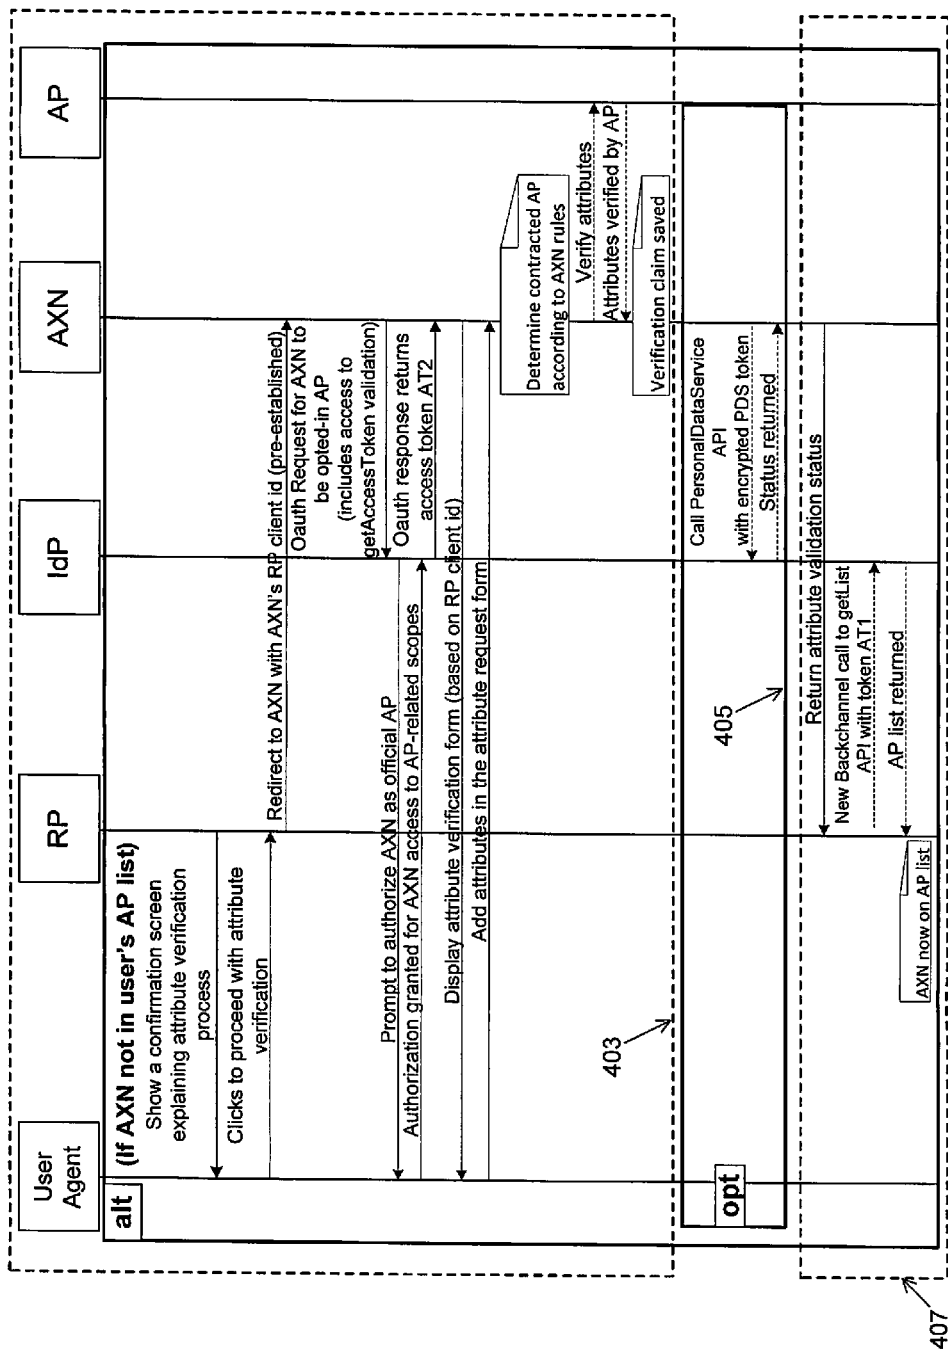 User
Agent
RP
IdP
AXN
AP
alt
(If AXN not in user's AP list)
Show a confirmation screen
explaining attribute verification
process
Clicks to proceed with attribute
verification
Redirect to AXN with AXN's RP client id (pre-established)
Oauth Request for AXN to
be opted-in AP
(includes access to
getAccessToken validation)
Prompt to authorize AXN as official AP
Oauth response returns
access token AT2
Authorization granted for AXN access to AP-related scopes
Display attribute verification form (based on RP client id)
Add attributes in the attribute request form
Determine contracted AP
according to AXN rules
Verify attributes
Attributes verified by AP
Verification claim saved
403
opt
Call PersonalDataService
API
with encrypted PDS token
Status returned
405
Return attribute validation status
New Backchannel call to getList
API with token AT1
AP list returned
AXN now on AP list
407